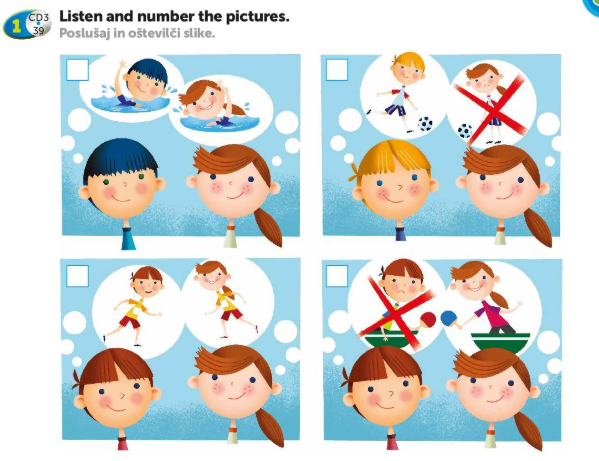 1 CD3 39 Listen and number the pictures.
Poslušaj in oštevilči slike.